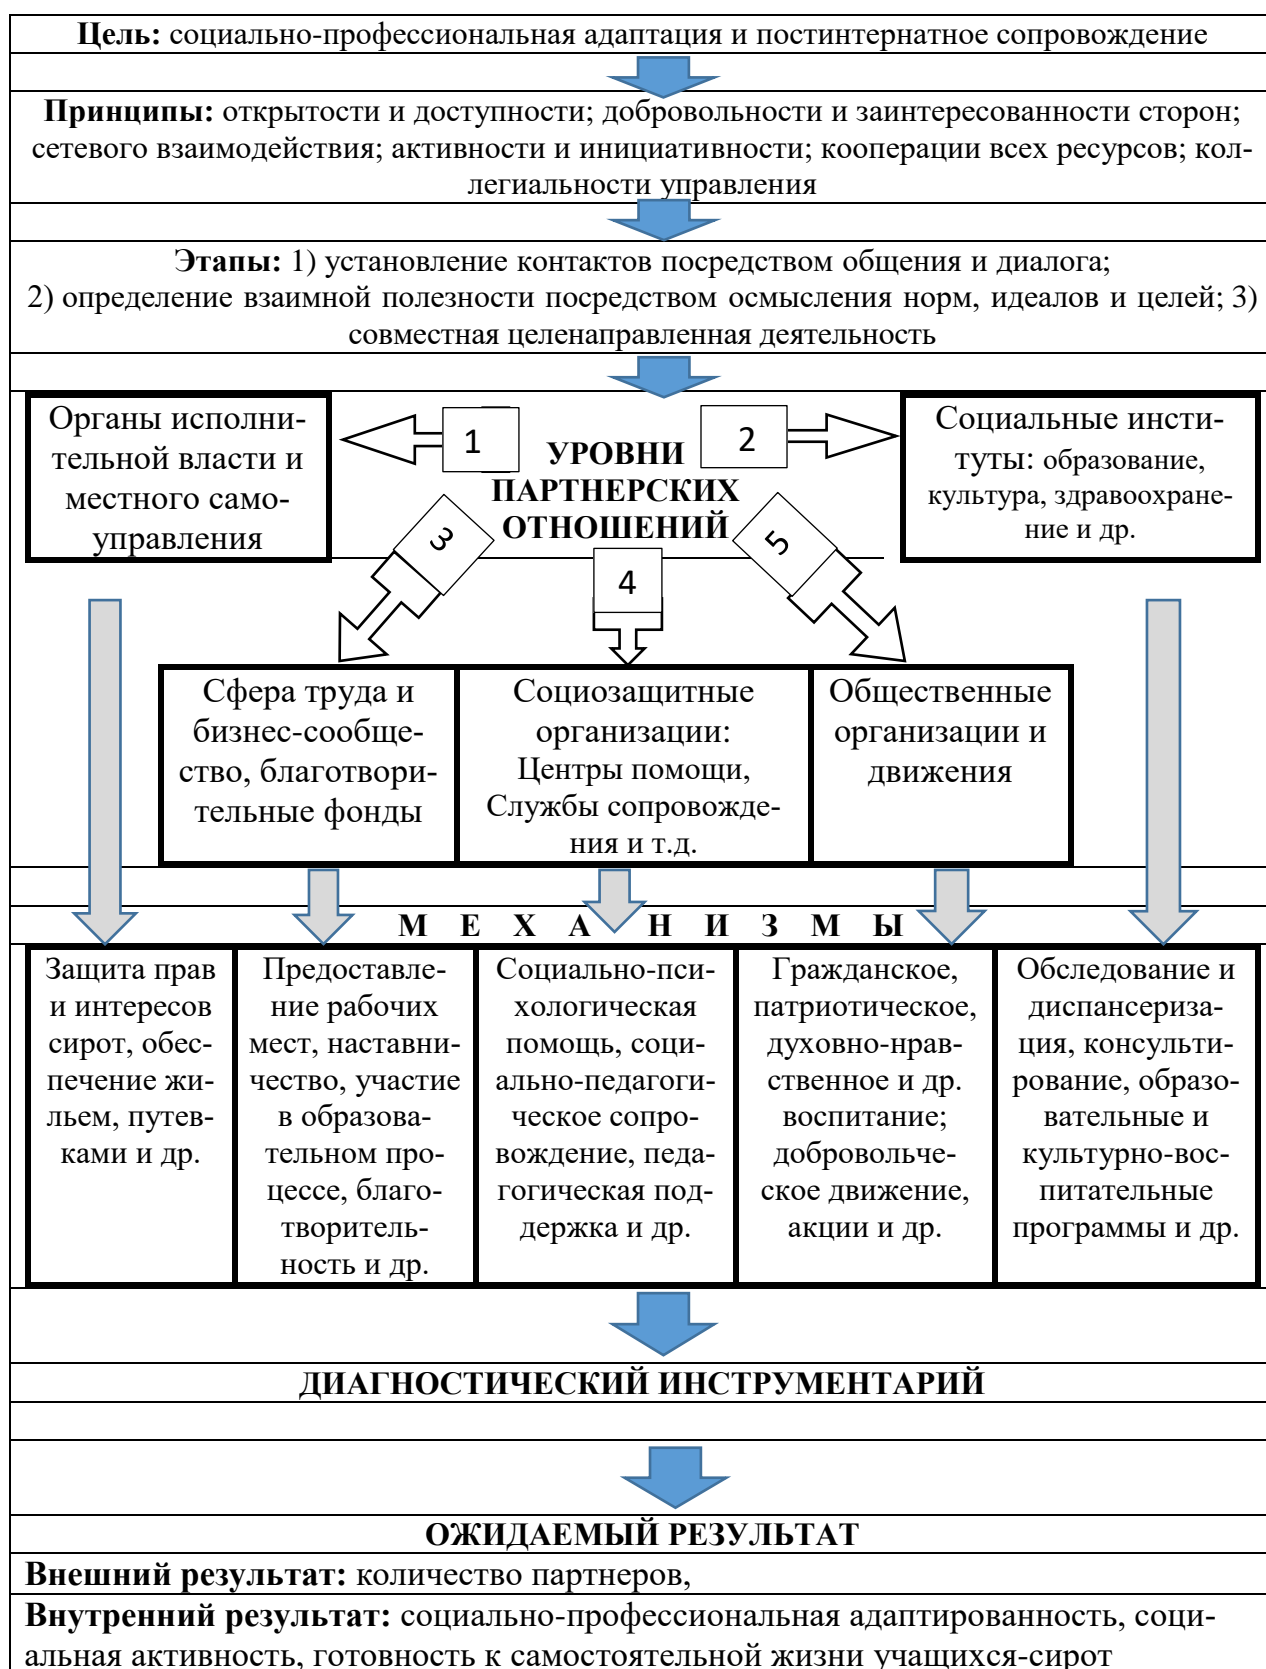 Цель: социально-профессиональная адаптация и постинтернатное сопровождение
Принципы: открытости и доступности; добровольности и заинтересованности сторон;
сетевого взаимодействия; активности и инициативности; кооперации всех ресурсов; кол-
легиальности управления
Этапы: 1) установление контактов посредством общения и диалога;
2) определение взаимной полезности посредством осмысления норм, идеалов и целей; 3)
совместная целенаправленная деятельность
Органы исполни-
тельной власти и
местного само-
управления
1
УРОВНИ
ПАРТНЕРСКИХ
ОТНОШЕНИЙ
2
Социальные инсти-
туты: образование,
культура, здравоохране-
ние и др.
3
4
5
Сфера труда и
бизнес-сообще-
ство, благотвори-
тельные фонды
Социозащитные
организации:
Центры помощи,
Службы сопровожде-
ния и т.д.
Общественные
организации и
движения
М Е Х А Н И З М Ы
Защита прав
и интересов
сирот, обес-
печение жи-
льем, путев-
ками и др.
Предоставле-
ние рабочих
мест, наставни-
чество, участие
в образова-
тельном про-
цессе, благо-
творитель-
ность и др.
Социально-пси-
хологическая
помощь, соци-
ально-педагоги-
ческое сопро-
вождение, педа-
гогическая под-
держка и др.
Гражданское,
патриотическое,
духовно-нрав-
ственное и др.
воспитание;
добровольче-
ское движение,
акции и др.
Обследование и
диспансериза-
ция, консульти-
рование, образо-
вательные и
культурно-вос-
питательные
программы и др.
ДИАГНОСТИЧЕСКИЙ ИНСТРУМЕНТАРИЙ
ОЖИДАЕМЫЙ РЕЗУЛЬТАТ
Внешний результат: количество партнеров,
Внутренний результат: социально-профессиональная адаптированность, соци-
альная активность, готовность к самостоятельной жизни учащихся-сирот